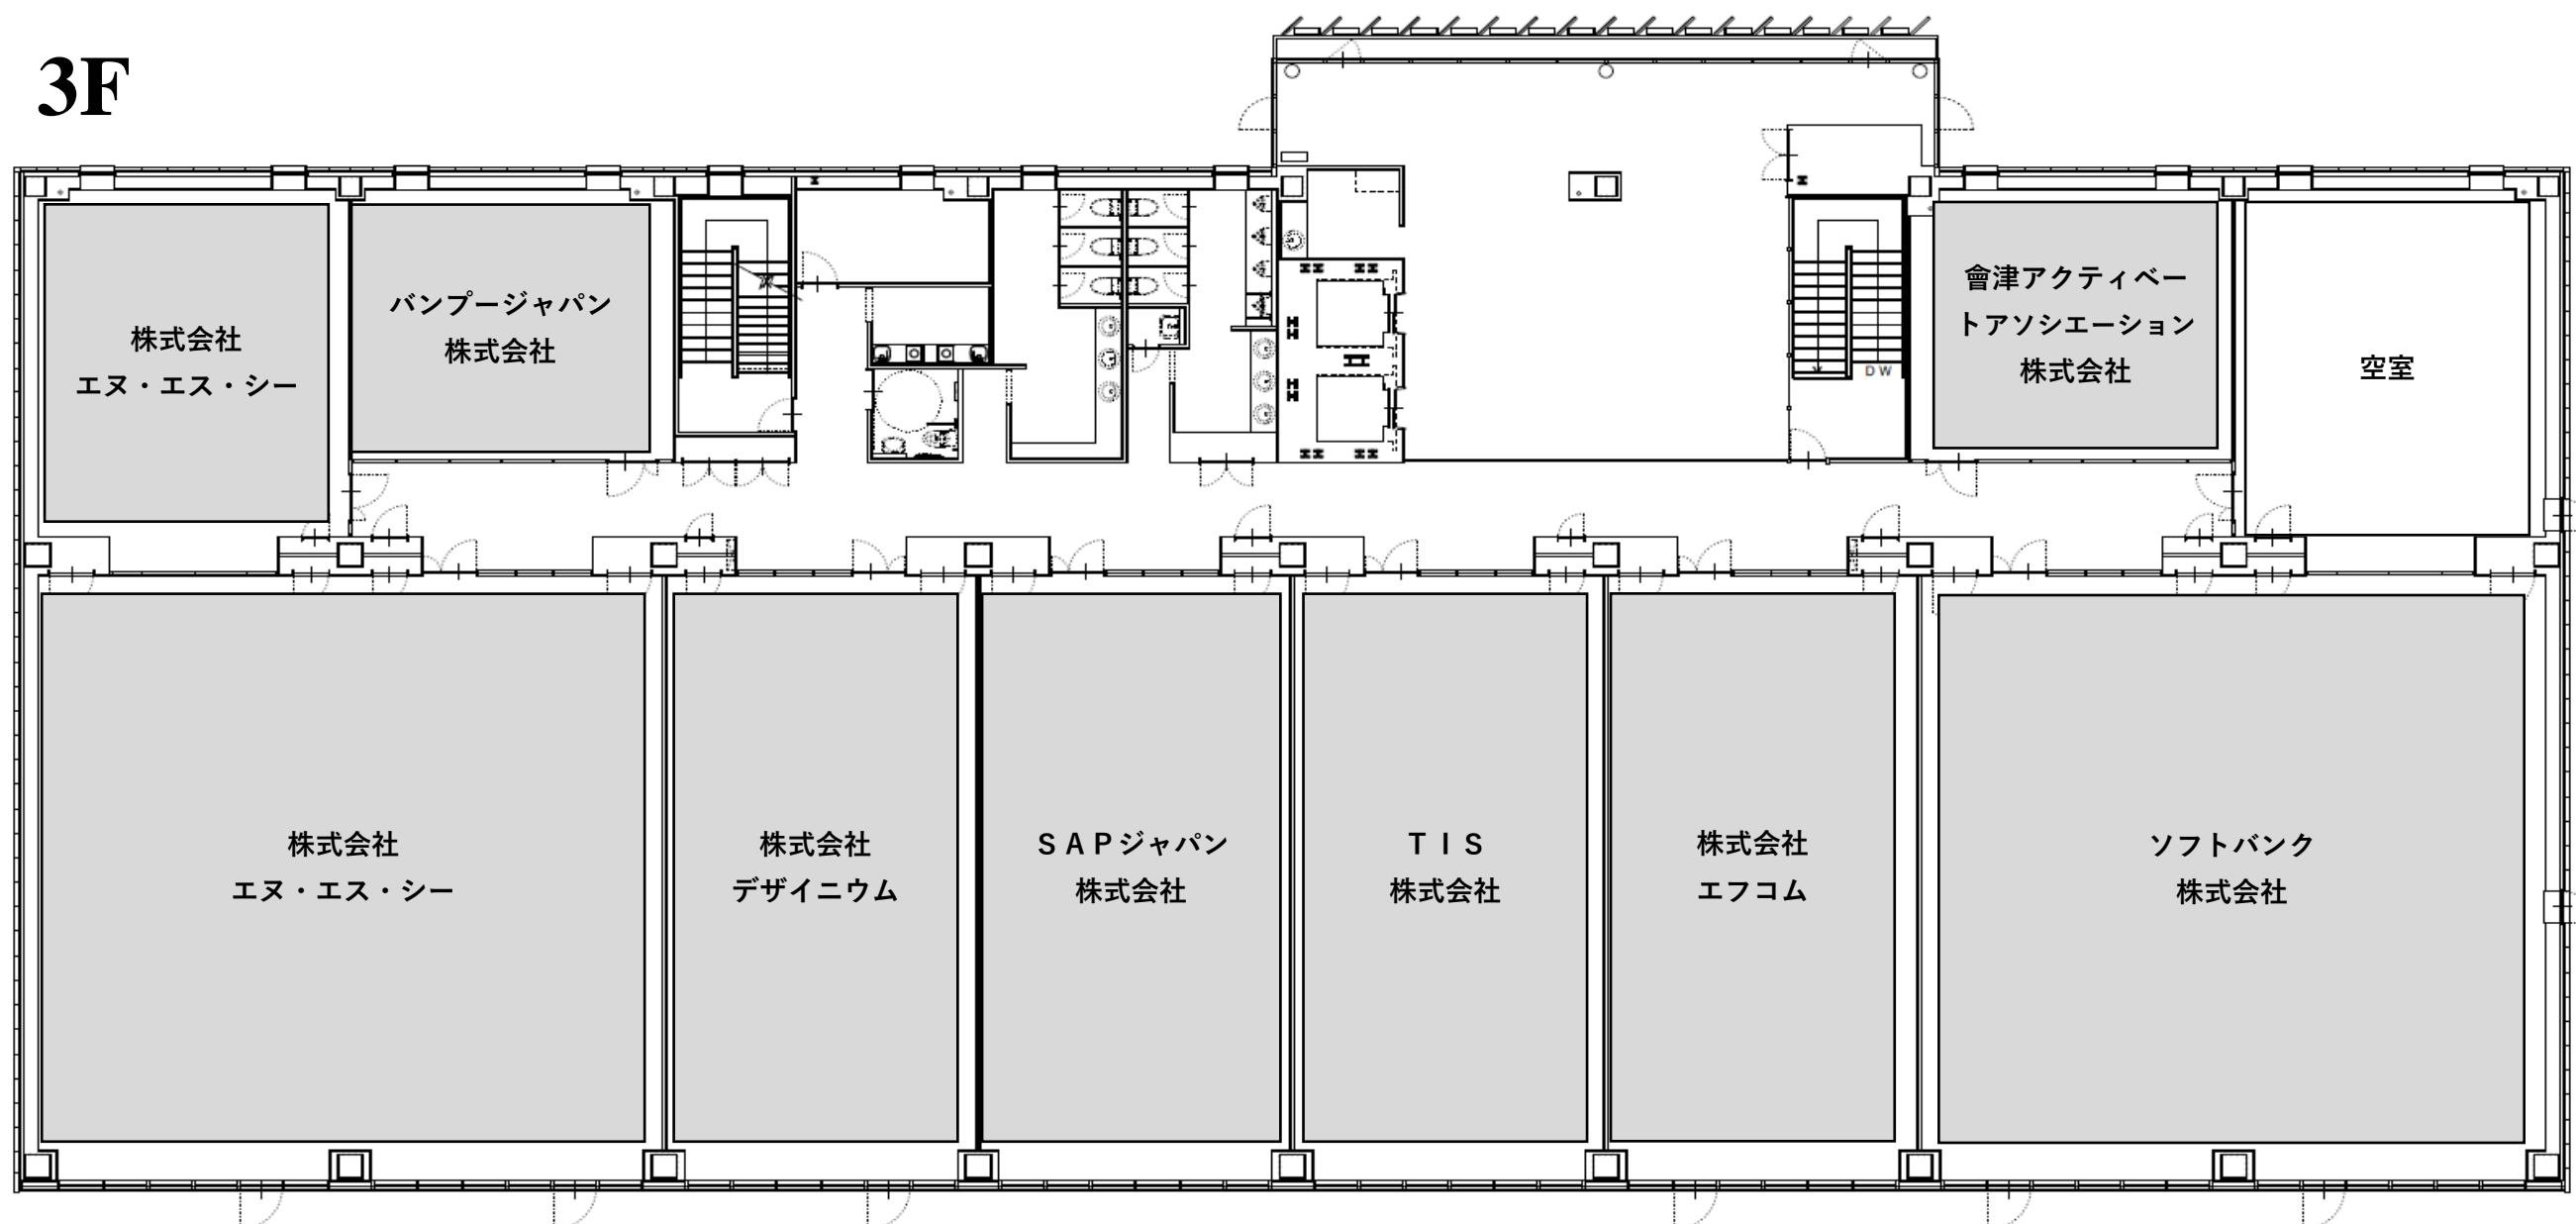 3F
株式会社
エヌ・エス・シー
バンプージャパン
株式会社
會津アクティベー
トアソシエーション
株式会社
空室
DW
株式会社
エヌ・エス・シー
株式会社
デザイニウム
ＳＡＰジャパン
株式会社
ＴＩＳ
株式会社
株式会社
エフコム
ソフトバンク
株式会社